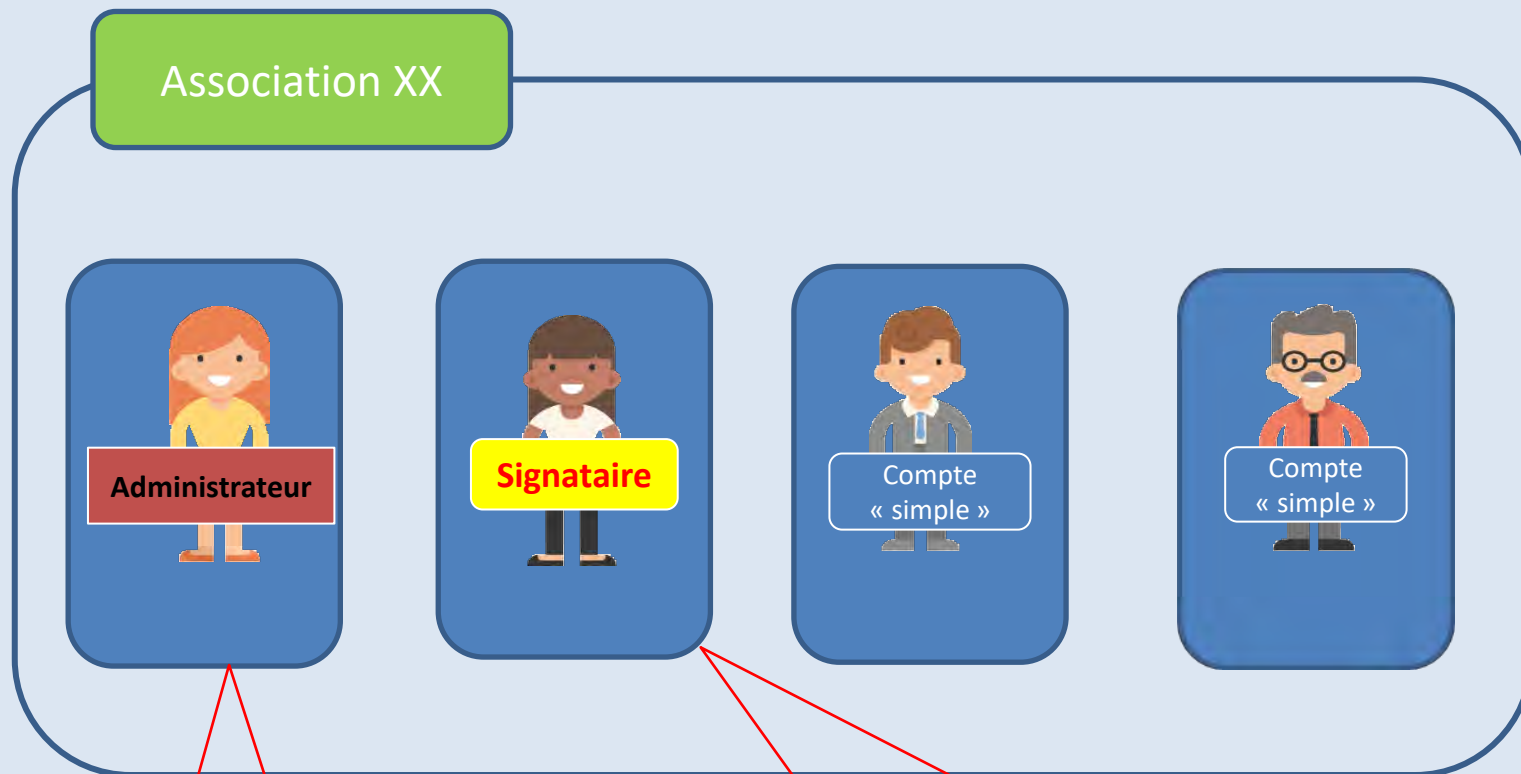 Association XX
Administrateur
Signataire
Compte
« simple »
Compte
« simple »